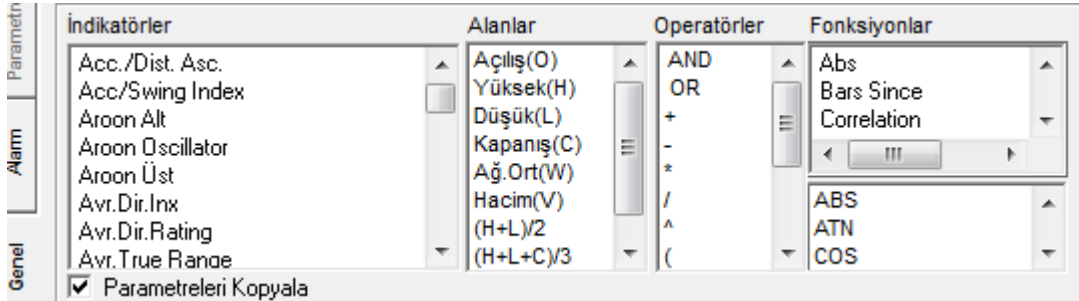 Parametr
Alarm
Genel
İndikatörler
Acc./Dist. Asc.
Acc/Swing Index
Aroon Alt
Aroon Oscillator
Aroon Üst
Avr.Dir.Inx
Avr.Dir.Rating
Avr.True Range
Alanlar
Açılış(O)
Yüksek(H)
Düşük(L)
Kapanış(C)
Ağ.Ort(W)
Hacim(V)
(H+L)/2
(H+L+C)/3
Operatörler
AND
OR
+
-
*
/
^
(
Fonksiyonlar
Abs
Bars Since
Correlation
ABS
ATN
COS
Parametreleri Kopyala